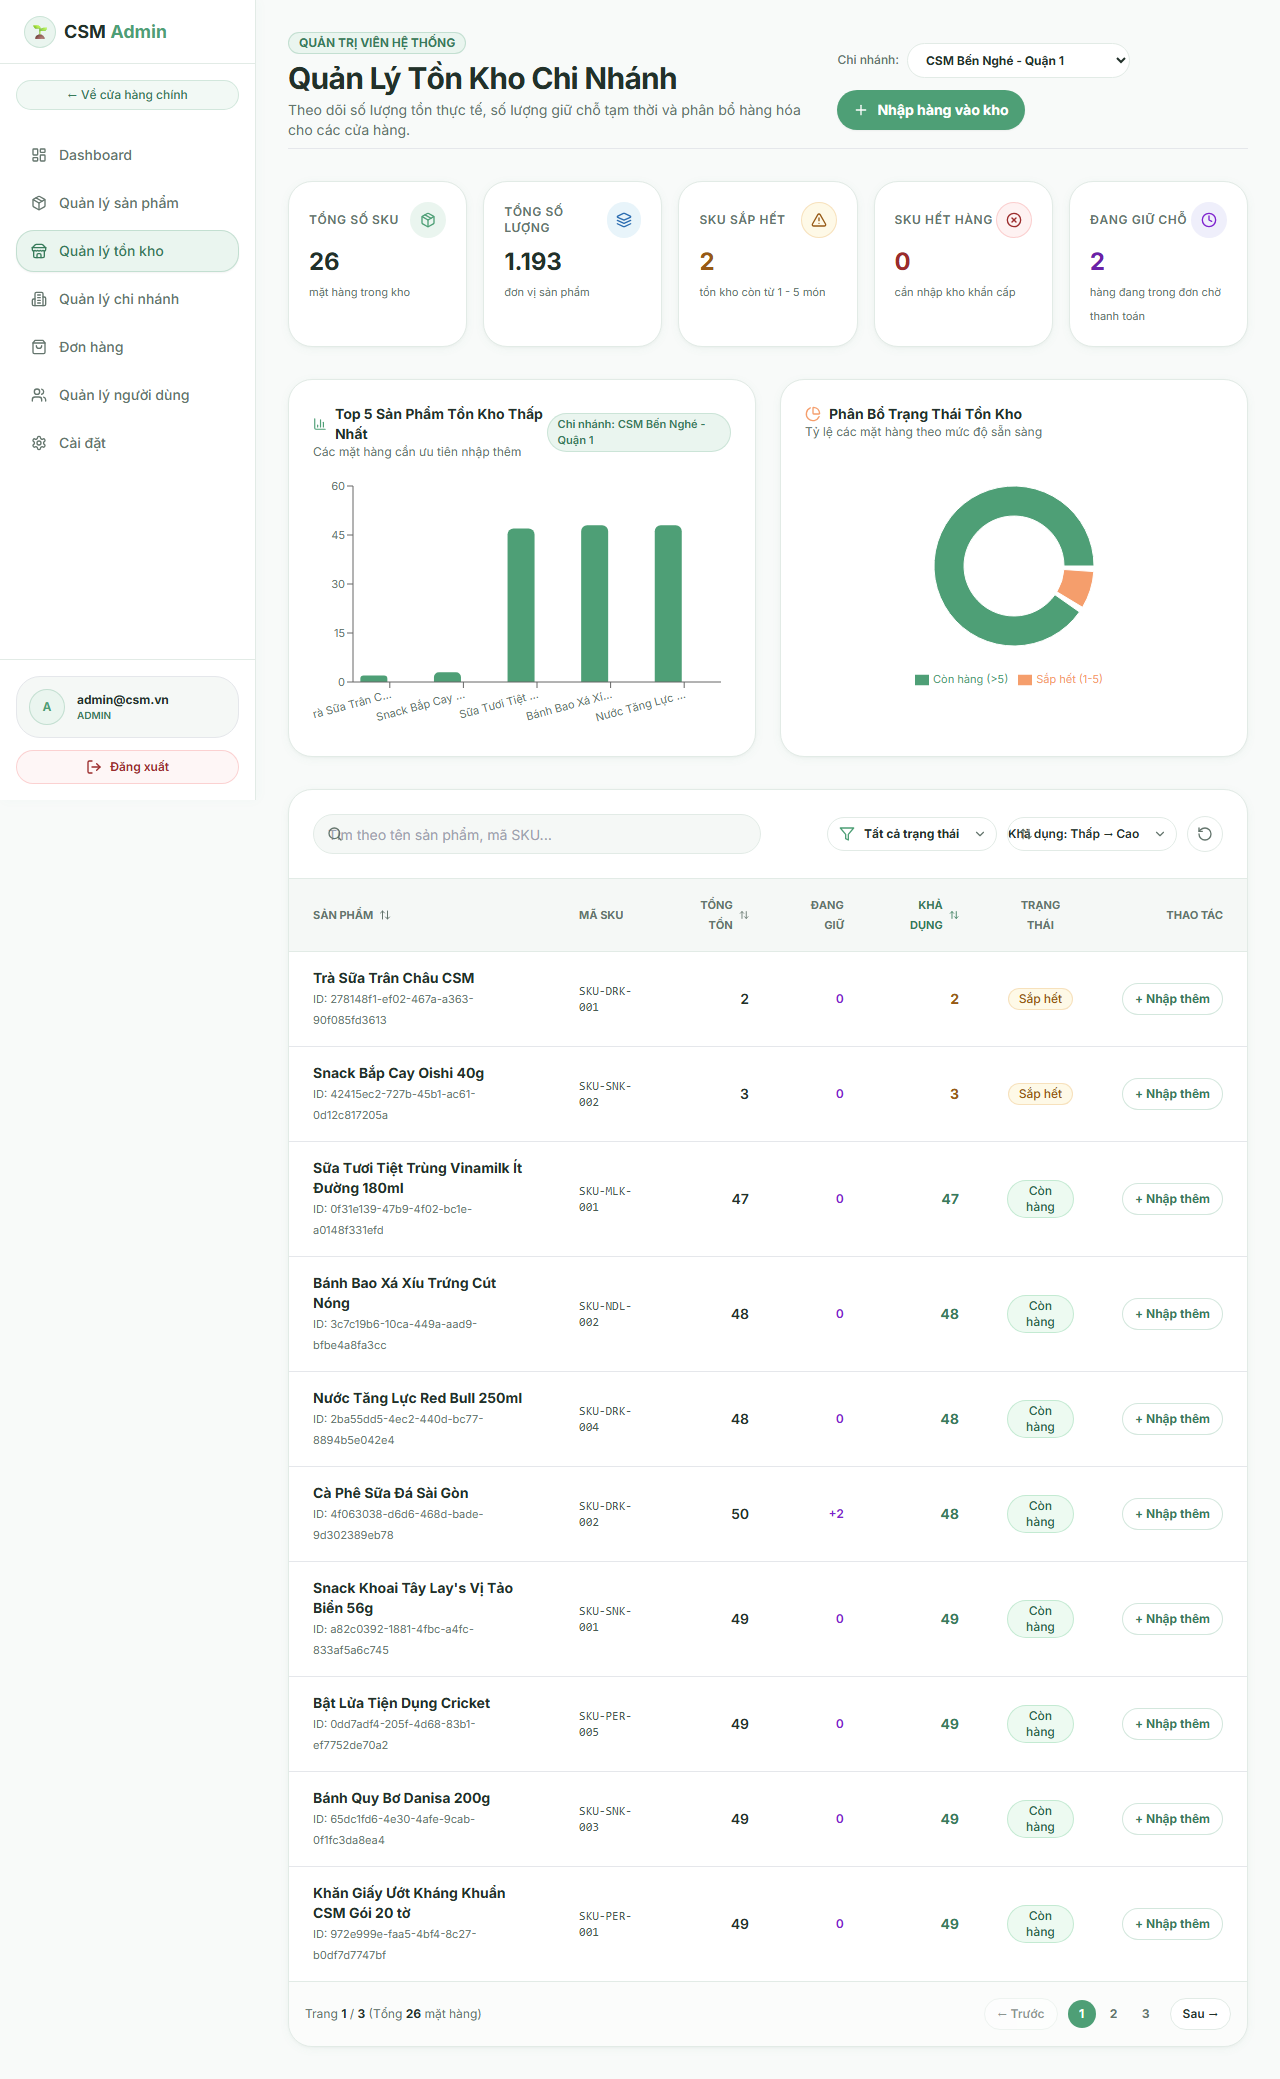 CSM Admin
← Về cửa hàng chính
Dashboard
Quản lý sản phẩm
Quản lý tồn kho
Quản lý chi nhánh
Đơn hàng
Quản lý người dùng
Cài đặt
A
admin@csm.vn
ADMIN
Đăng xuất
QUẢN TRỊ VIÊN HỆ THỐNG
Quản Lý Tồn Kho Chi Nhánh
Theo dõi số lượng tồn thực tế, số lượng giữ chỗ tạm thời và phân bổ hàng hóa
cho các cửa hàng.
Chi nhánh:
CSM Bến Nghé - Quận 1
Nhập hàng vào kho
TỔNG SỐ SKU
26
mặt hàng trong kho
TỔNG SỐ
LƯỢNG
1.193
đơn vị sản phẩm
SKU SẮP HẾT
2
tồn kho còn từ 1 - 5 món
SKU HẾT HÀNG
0
cần nhập kho khẩn cấp
ĐANG GIỮ CHỖ
2
hàng đang trong đơn chờ
thanh toán
Top 5 Sản Phẩm Tồn Kho Thấp
Nhất
Các mặt hàng cần ưu tiên nhập thêm
Chi nhánh: CSM Bến Nghé -
Quận 1
60
45
30
15
0
rà Sữa Trân C...
Snack Bắp Cay ...
Sữa Tươi Tiệt ...
Bánh Bao Xá Xí...
Nước Tăng Lực ...
Phân Bổ Trạng Thái Tồn Kho
Tỷ lệ các mặt hàng theo mức độ sẵn sàng
Còn hàng (>5)
Sắp hết (1-5)
m theo tên sản phẩm, mã SKU...
Tất cả trạng thái
Khả dụng: Thấp → Cao
SẢN PHẨM
MÃ SKU
TỔNG
TỒN
ĐANG
GIỮ
KHẢ
DỤNG
TRẠNG
THÁI
THAO TÁC
Trà Sữa Trân Châu CSM
ID: 278148f1-ef02-467a-a363-
90f085fd3613
SKU-DRK-
001
2
0
2
Sắp hết
+ Nhập thêm
Snack Bắp Cay Oishi 40g
ID: 42415ec2-727b-45b1-ac61-
0d12c817205a
SKU-SNK-
002
3
0
3
Sắp hết
+ Nhập thêm
Sữa Tươi Tiệt Trùng Vinamilk Ít
Đường 180ml
ID: 0f31e139-47b9-4f02-bc1e-
a0148f331efd
SKU-MLK-
001
47
0
47
Còn
hàng
+ Nhập thêm
Bánh Bao Xá Xíu Trứng Cút
Nóng
ID: 3c7c19b6-10ca-449a-aad9-
bfbe4a8fa3cc
SKU-NDL-
002
48
0
48
Còn
hàng
+ Nhập thêm
Nước Tăng Lực Red Bull 250ml
ID: 2ba55dd5-4ec2-440d-bc77-
8894b5e042e4
SKU-DRK-
004
48
0
48
Còn
hàng
+ Nhập thêm
Cà Phê Sữa Đá Sài Gòn
ID: 4f063038-d6d6-468d-bade-
9d302389eb78
SKU-DRK-
002
50
+2
48
Còn
hàng
+ Nhập thêm
Snack Khoai Tây Lay's Vị Tảo
Biển 56g
ID: a82c0392-1881-4fbc-a4fc-
833af5a6c745
SKU-SNK-
001
49
0
49
Còn
hàng
+ Nhập thêm
Bật Lửa Tiện Dụng Cricket
ID: 0dd7adf4-205f-4d68-83b1-
ef7752de70a2
SKU-PER-
005
49
0
49
Còn
hàng
+ Nhập thêm
Bánh Quy Bơ Danisa 200g
ID: 65dc1fd6-4e30-4afe-9cab-
0f1fc3da8ea4
SKU-SNK-
003
49
0
49
Còn
hàng
+ Nhập thêm
Khăn Giấy Ướt Kháng Khuẩn
CSM Gói 20 tờ
ID: 972e999e-faa5-4bf4-8c27-
b0df7d7747bf
SKU-PER-
001
49
0
49
Còn
hàng
+ Nhập thêm
Trang 1 / 3 (Tổng 26 mặt hàng)
← Trước
1
2
3
Sau →